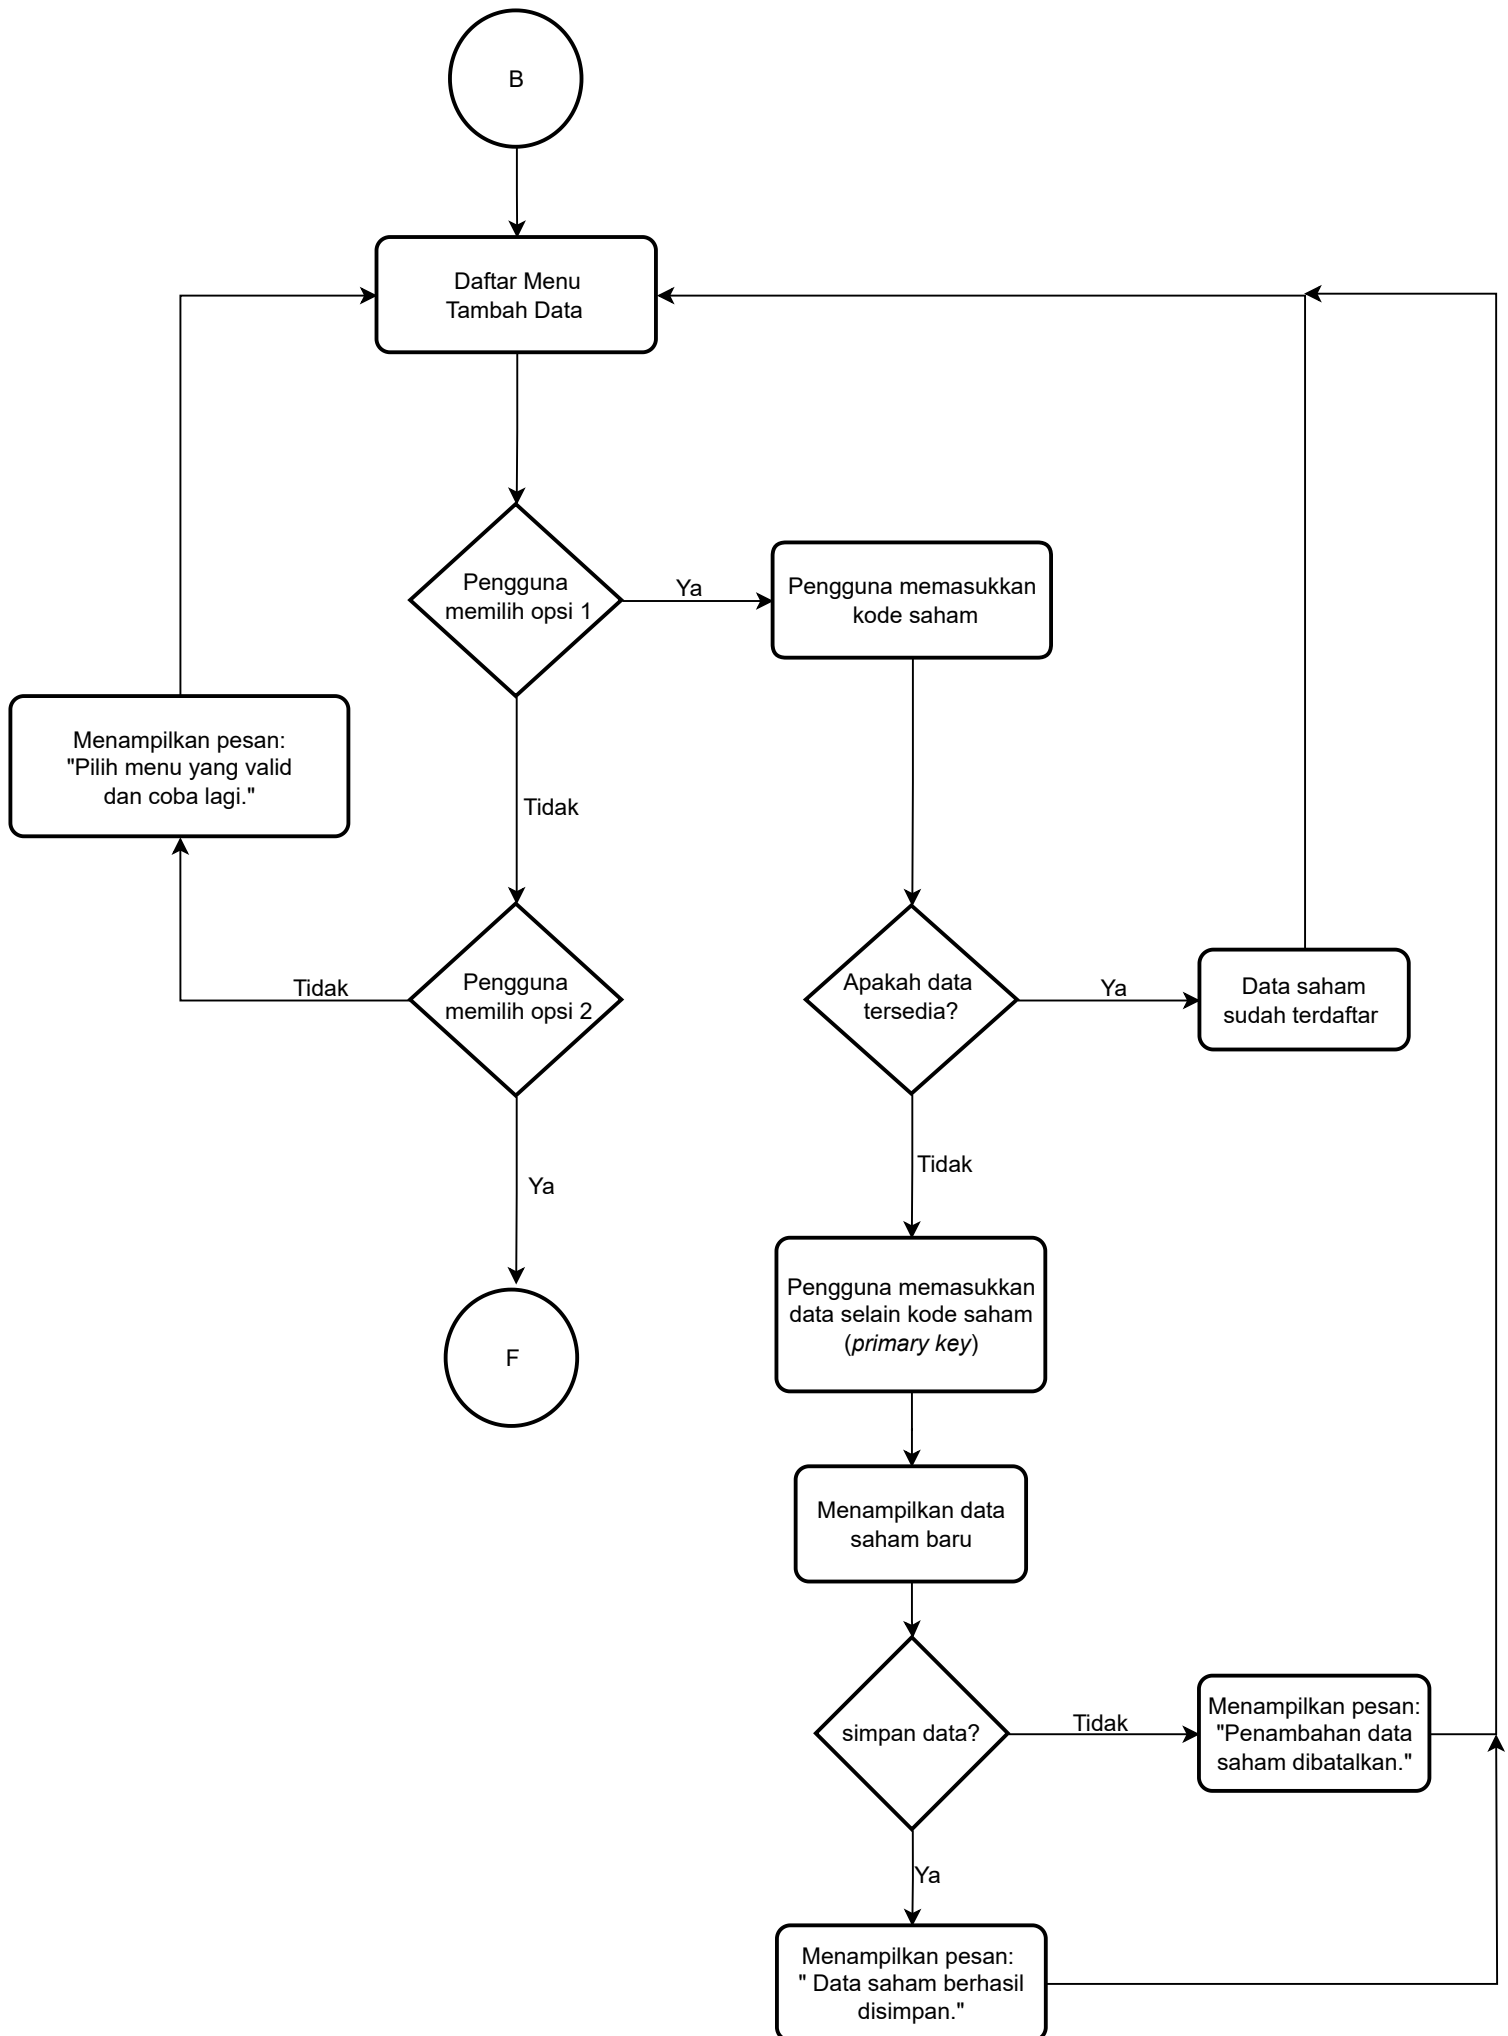 B
Daftar Menu
Tambah Data
Pengguna
memilih opsi 1
Ya
Pengguna memasukkan
kode saham
Menampilkan pesan:
"Pilih menu yang valid
dan coba lagi."
Tidak
Pengguna
memilih opsi 2
Tidak
Apakah data
tersedia?
Ya
Data saham
sudah terdaftar
Tidak
Ya
Pengguna memasukkan
data selain kode saham
(primary key)
F
Menampilkan data
saham baru
simpan data?
Tidak
Menampilkan pesan:
"Penambahan data
saham dibatalkan."
Ya
Menampilkan pesan:
" Data saham berhasil
disimpan."